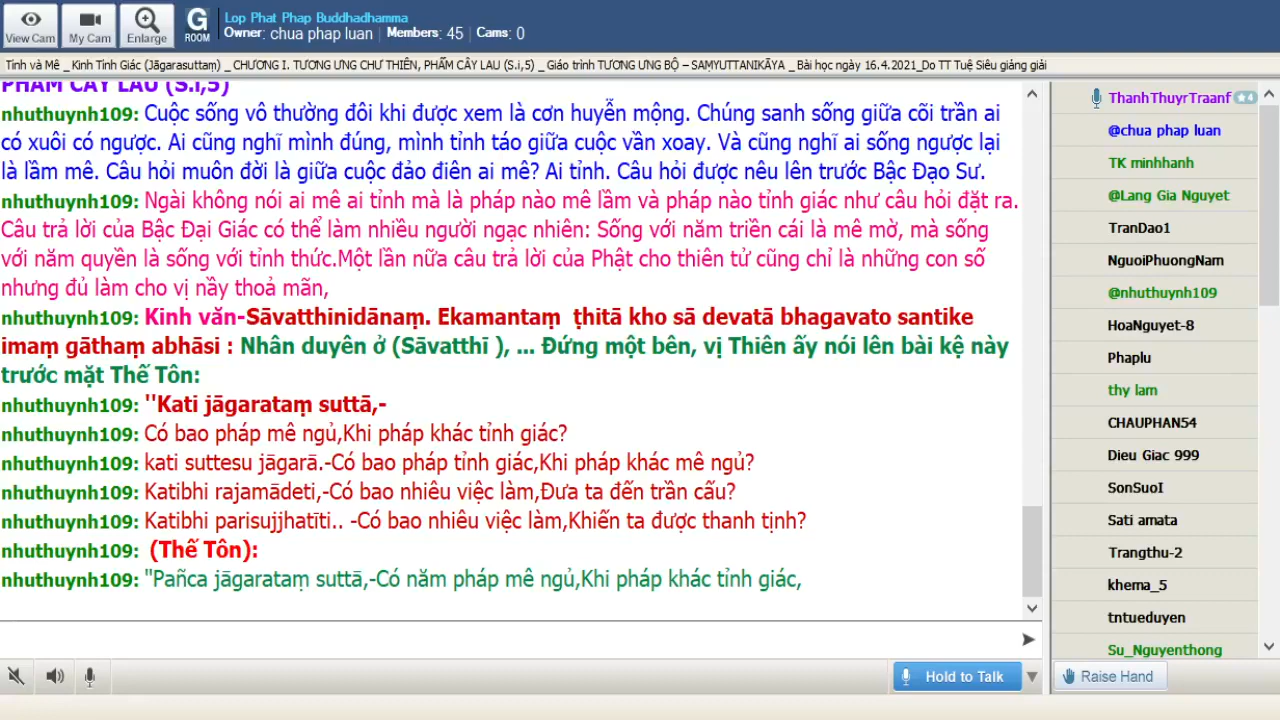 View Cam
My Cam
Enlarge
G
ROOM
Lop Phat Phap Buddhadhamma
Owner: chua phap luan | Members: 45 | Cams: 0
Tỉnh và Mê _ Kinh Tỉnh Giác (Jāgarasuttaṃ) _ CHƯƠNG I. TƯƠNG ƯNG CHƯ THIÊN, PHẨM CÂY LAU (S.i,5) _ Giáo trình TƯƠNG ƯNG BỘ – SAṂYUTTANIKĀYA _ Bài học ngày 16.4.2021_Do TT Tuệ Siêu giảng giải
PHẨM CÂY LAU (S.i,5)
nhuthuynh109: Cuộc sống vô thường đôi khi được xem là cơn huyễn mộng. Chúng sanh sống giữa cõi trần ai
có xuôi có ngược. Ai cũng nghĩ mình đúng, mình tỉnh táo giữa cuộc vần xoay. Và cũng nghĩ ai sống ngược lại
là lầm mê. Câu hỏi muôn đời là giữa cuộc đảo điên ai mê? Ai tỉnh. Câu hỏi được nêu lên trước Bậc Đạo Sư.
nhuthuynh109: Ngài không nói ai mê ai tỉnh mà là pháp nào mê lầm và pháp nào tỉnh giác như câu hỏi đặt ra.
Câu trả lời của Bậc Đại Giác có thể làm nhiều người ngạc nhiên: Sống với năm triền cái là mê mờ, mà sống
với năm quyền là sống với tỉnh thức.Một lần nữa câu trả lời của Phật cho thiên tử cũng chỉ là những con số
nhưng đủ làm cho vị nầy thoả mãn,
nhuthuynh109: Kinh văn-Sāvatthinidānaṃ. Ekamantaṃ ṭhitā kho sā devatā bhagavato santike
imaṃ gāthaṃ abhāsi : Nhân duyên ở (Sāvatthī ), ... Đứng một bên, vị Thiên ấy nói lên bài kệ này
trước mặt Thế Tôn:
nhuthuynh109: ''Kati jāgarataṃ suttā,-
nhuthuynh109: Có bao pháp mê ngủ,Khi pháp khác tỉnh giác?
nhuthuynh109: kati suttesu jāgarā.-Có bao pháp tỉnh giác,Khi pháp khác mê ngủ?
nhuthuynh109: Katibhi rajamādeti,-Có bao nhiêu việc làm,Đưa ta đến trần cấu?
nhuthuynh109: Katibhi parisujjhatīti.. -Có bao nhiêu việc làm,Khiến ta được thanh tịnh?
nhuthuynh109: (Thế Tôn):
nhuthuynh109: "Pañca jāgarataṃ suttā,-Có năm pháp mê ngủ,Khi pháp khác tỉnh giác,
ThanhThuyrTraanf
4
@chua phap luan
TK minhhanh
@Lang Gia Nguyet
TranDao1
NguoiPhuongNam
@nhuthuynh109
HoaNguyet-8
Phaplu
thy lam
CHAUPHAN54
Dieu Giac 999
SonSuoI
Sati amata
Trangthu-2
khema_5
tntueduyen
Su_Nguyenthong
Hold to Talk
Raise Hand